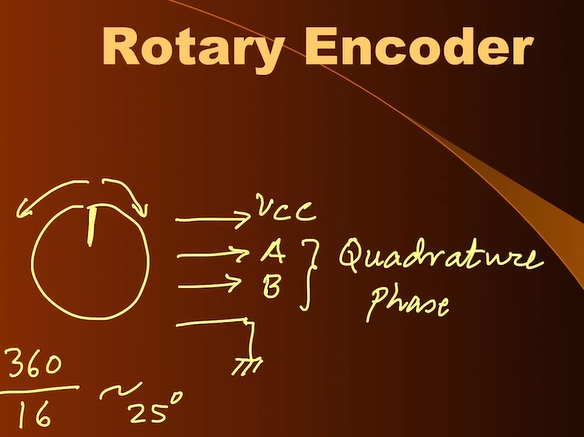 Rotary Encoder
VCC
A
B
Quadrature
Phase
360
16
~ 25°